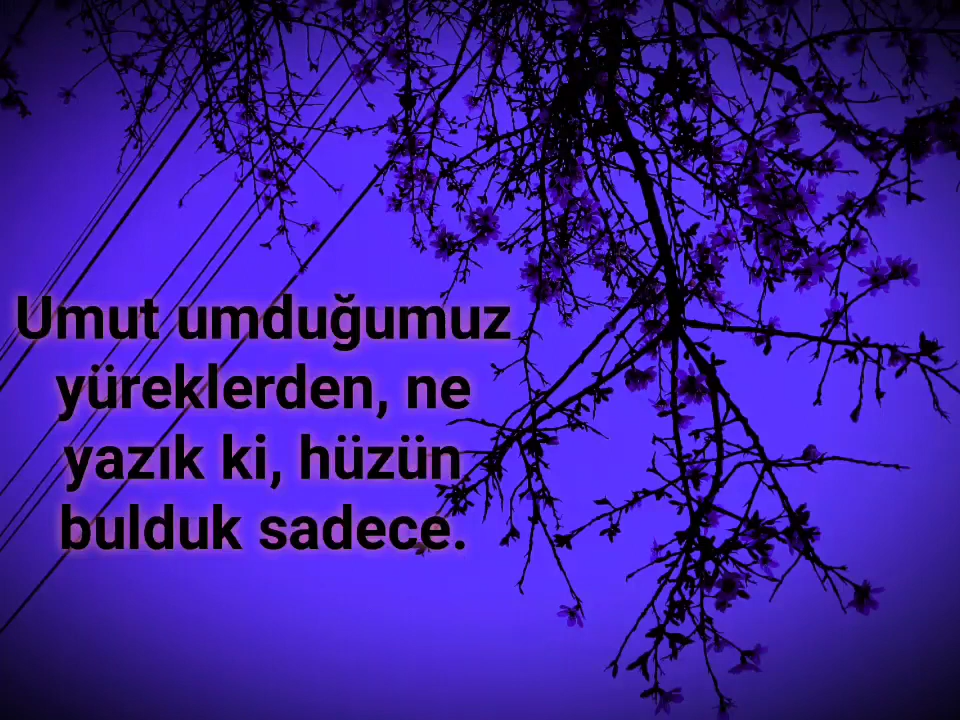 Umut umduğumuz
yüreklerden, ne
yazık ki, hüzün
bulduk sadece.